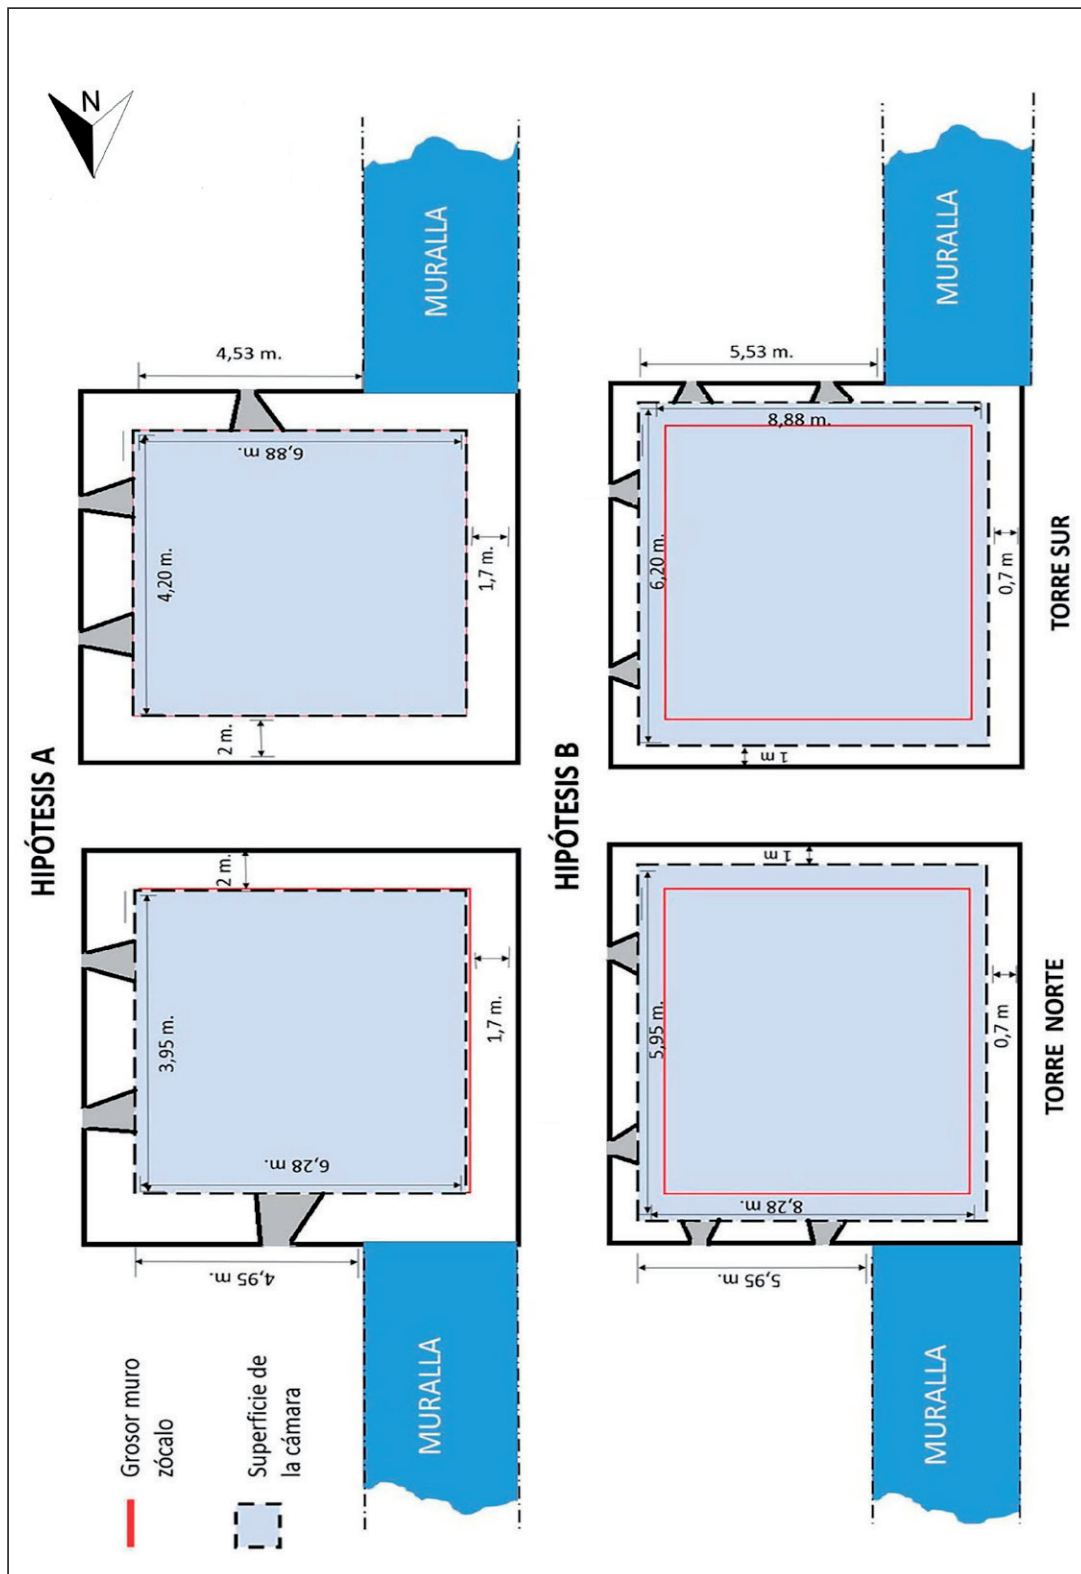 N
HIPÓTESIS A
4,53 m.
MURALLA
6,88 m.
4,20 m.
1,7 m.
2 m.
2 m.
3,95 m.
1,7 m.
6,28 m.
4,95 m.
MURALLA
Grosor muro
zócalo
Superficie de
la cámara
HIPÓTESIS B
5,53 m.
MURALLA
8,88 m.
6,20 m.
0,7 m
1 m
TORRE SUR
1 m
5,95 m.
0,7 m
8,28 m.
5,95 m.
MURALLA
TORRE NORTE